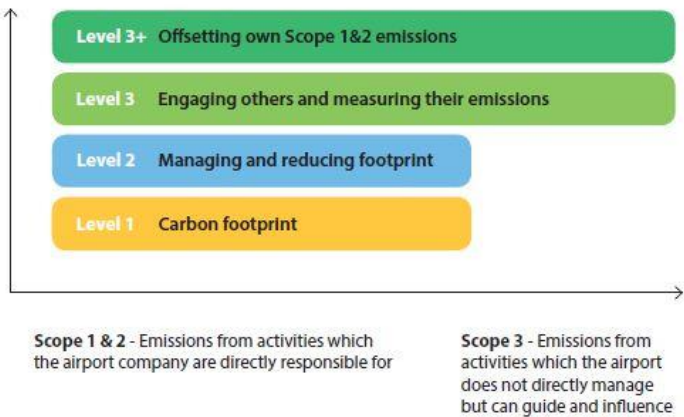 Level 3+ Offsetting own Scope 1&2 emissions
Level 3 Engaging others and measuring their emissions
Level 2 Managing and reducing footprint
Level 1 Carbon footprint
Scope 1 & 2 - Emissions from activities which
the airport company are directly responsible for
Scope 3 - Emissions from
activities which the airport
does not directly manage
but can guide and influence